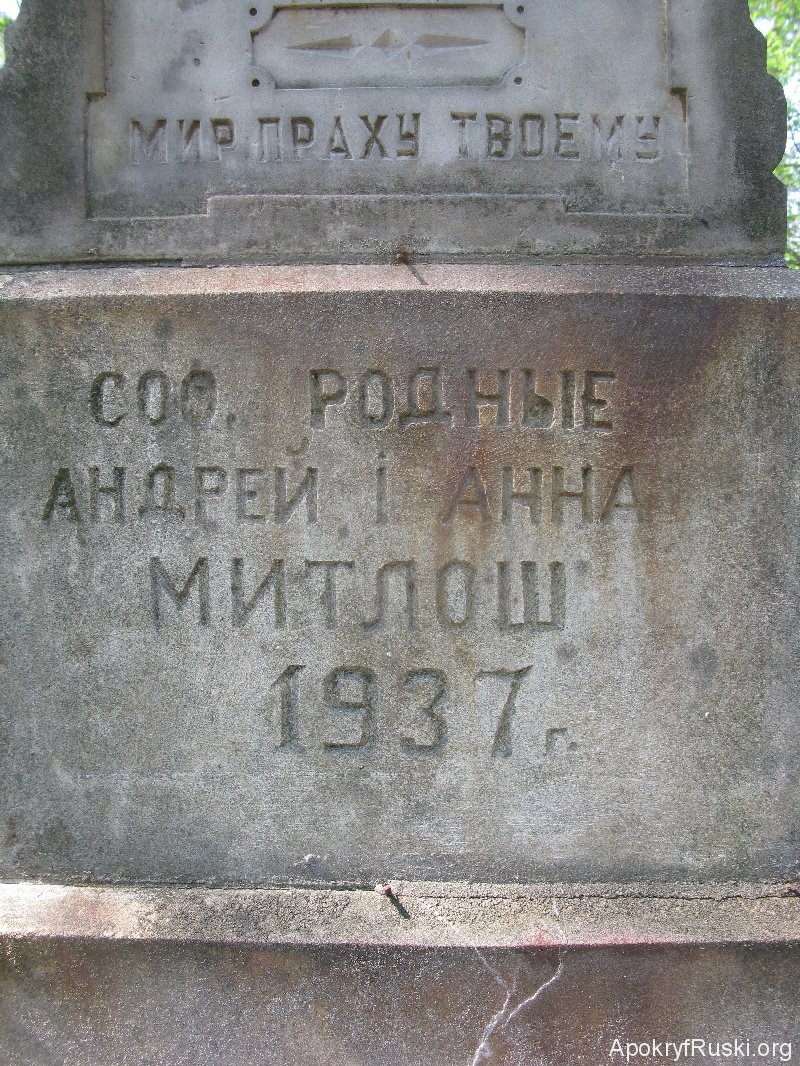 МИР ПРАХУ ТВОЕМУ
СОО. РОДНЫЕ
АНДРЕЙ І АННА
МИТЛОШ
1937 г.
ApokryfRuski.org